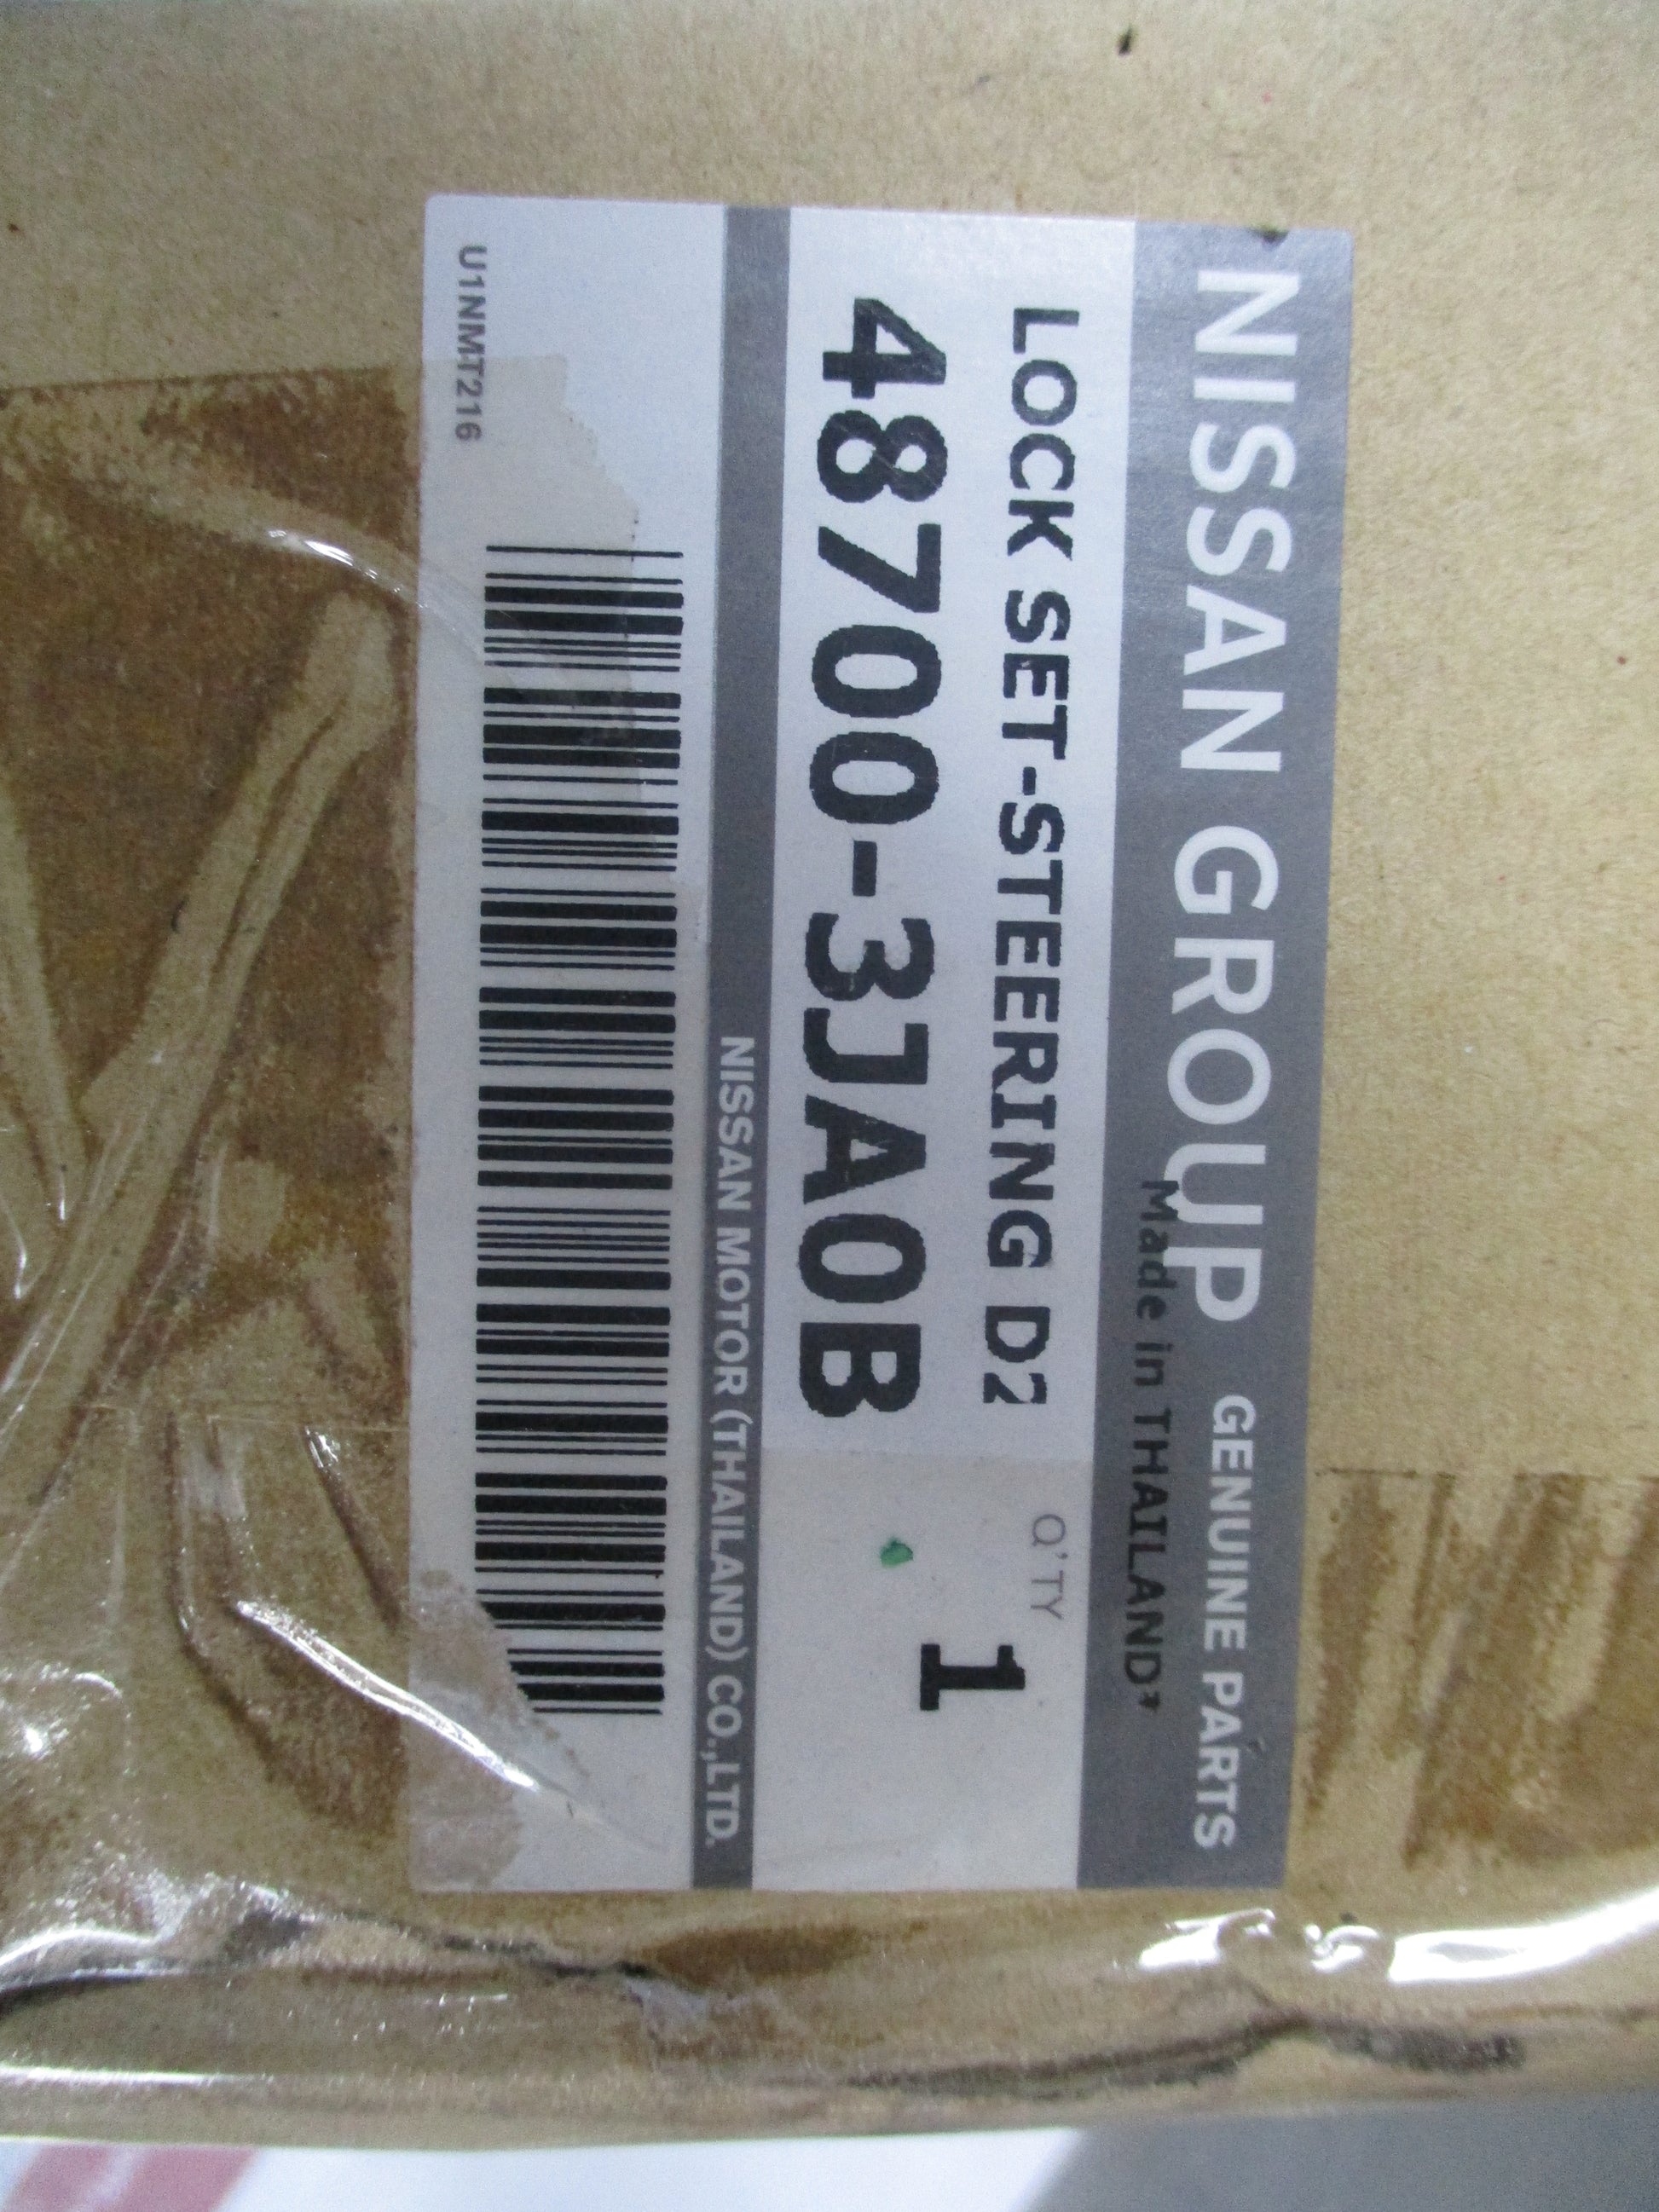 NISSAN GROUP GENUINE PARTS
Made in THAILAND*
LOCK SET-STEERING D2
Q'TY
48700-3JA0B
1
NISSAN MOTOR (THAILAND) CO.,LTD.
U1NMT216